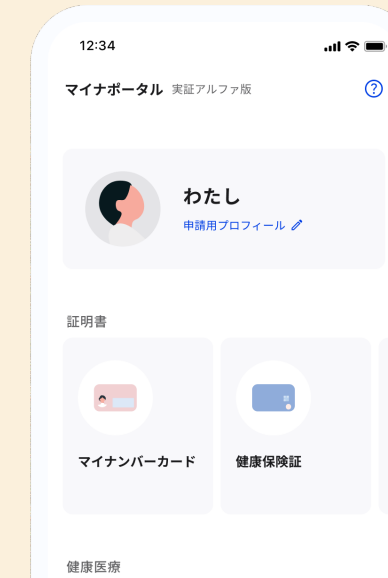 12:34
マイナポータル 実証アルファ版
わたし
申請用プロフィール
証明書
マイナンバーカード
健康保険証
健康医療